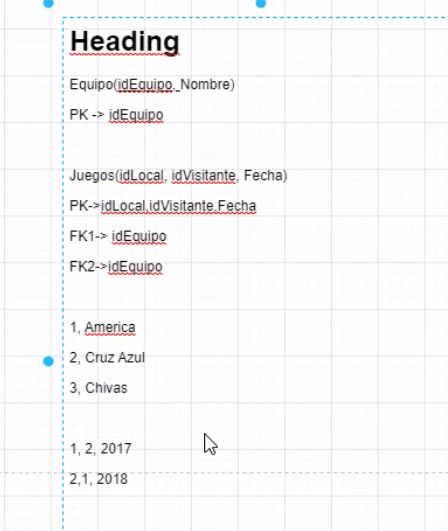 Heading
Equipo(idEquipo, Nombre)
PK -> idEquipo
Juegos(idLocal, idVisitante, Fecha)
PK->idLocal,idVisitante,Fecha
FK1-> idEquipo
FK2->idEquipo
1, America
2, Cruz Azul
3, Chivas
1, 2, 2017
2,1, 2018